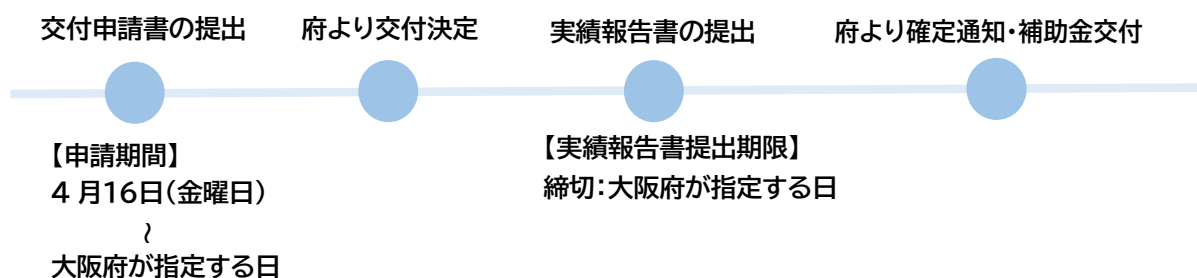 交付申請書の提出
府より交付決定
実績報告書の提出
府より確定通知・補助金交付
【申請期間】
4月16日(金曜日)
~
大阪府が指定する日
【実績報告書提出期限】
締切:大阪府が指定する日